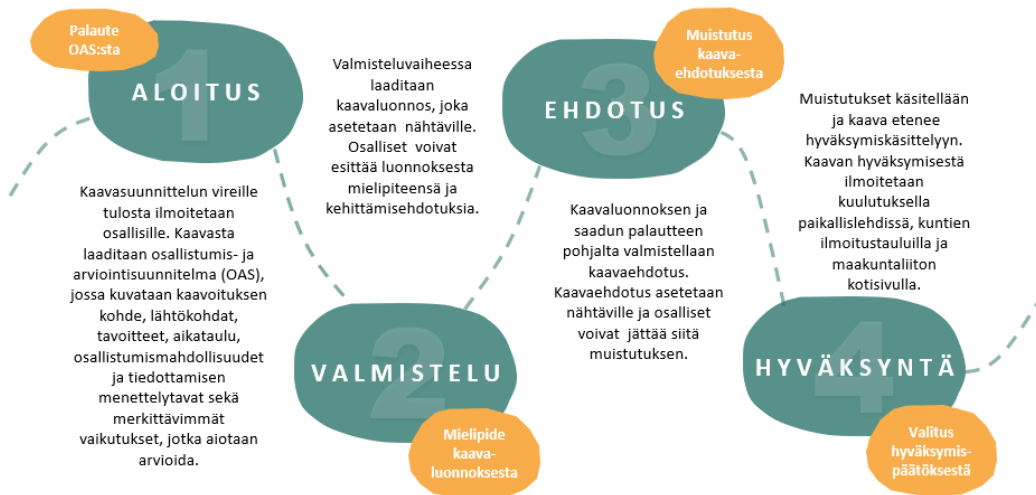 Palaute
OAS:sta
1
ALOITUS
Kaavasuunnittelun vireille
tulosta ilmoitetaan
osallisille. Kaavasta
laaditaan osallistumis- ja
arviointisuunnitelma (OAS),
jossa kuvataan kaavoituksen
kohde, lähtökohdat,
tavoitteet, aikataulu,
osallistumismahdollisuudet
ja tiedottamisen
menettelytavat sekä
merkittävimmät
vaikutukset, jotka aiotaan
arvioida.
Valmisteluvaiheessa
laaditaan
kaavaluonnos, joka
asetetaan nähtäville.
Osalliset voivat
esittää luonnoksesta
mielipiteensä ja
kehittämisehdotuksia.
2
VALMISTELU
Mielipide
kaava-
luonnoksesta
Muistutus
kaava-
ehdotuksesta
3
EHDOTUS
Kaavaluonnoksen ja
saadun palautteen
pohjalta valmistellaan
kaavaehdotus.
Kaavaehdotus asetetaan
nähtäville ja osalliset
voivat jättää siitä
muistutuksen.
Muistutukset käsitellään
ja kaava etenee
hyväksymiskäsittelyyn.
Kaavan hyväksymisestä
ilmoitetaan
kuulutuksella
paikallislehdissä, kuntien
ilmoitustauluilla ja
maakuntaliiton
kotisivulla.
4
HYVÄKSYNTÄ
Valitus
hyväksymis-
päätöksestä